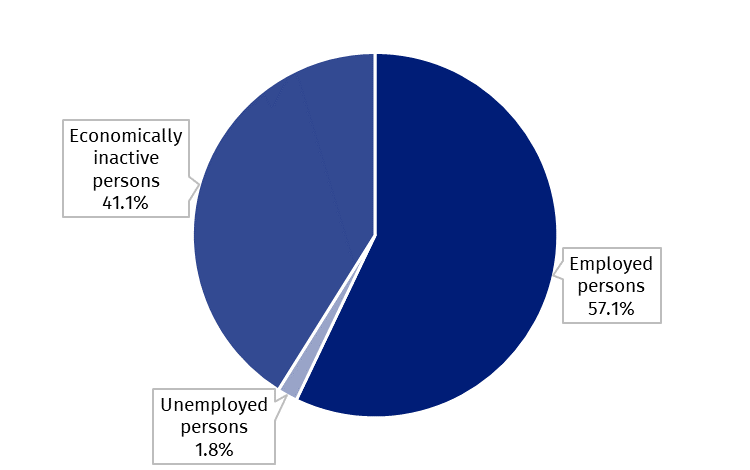 Economically
inactive
persons
41.1%
Employed
persons
57.1%
Unemployed
persons
1.8%